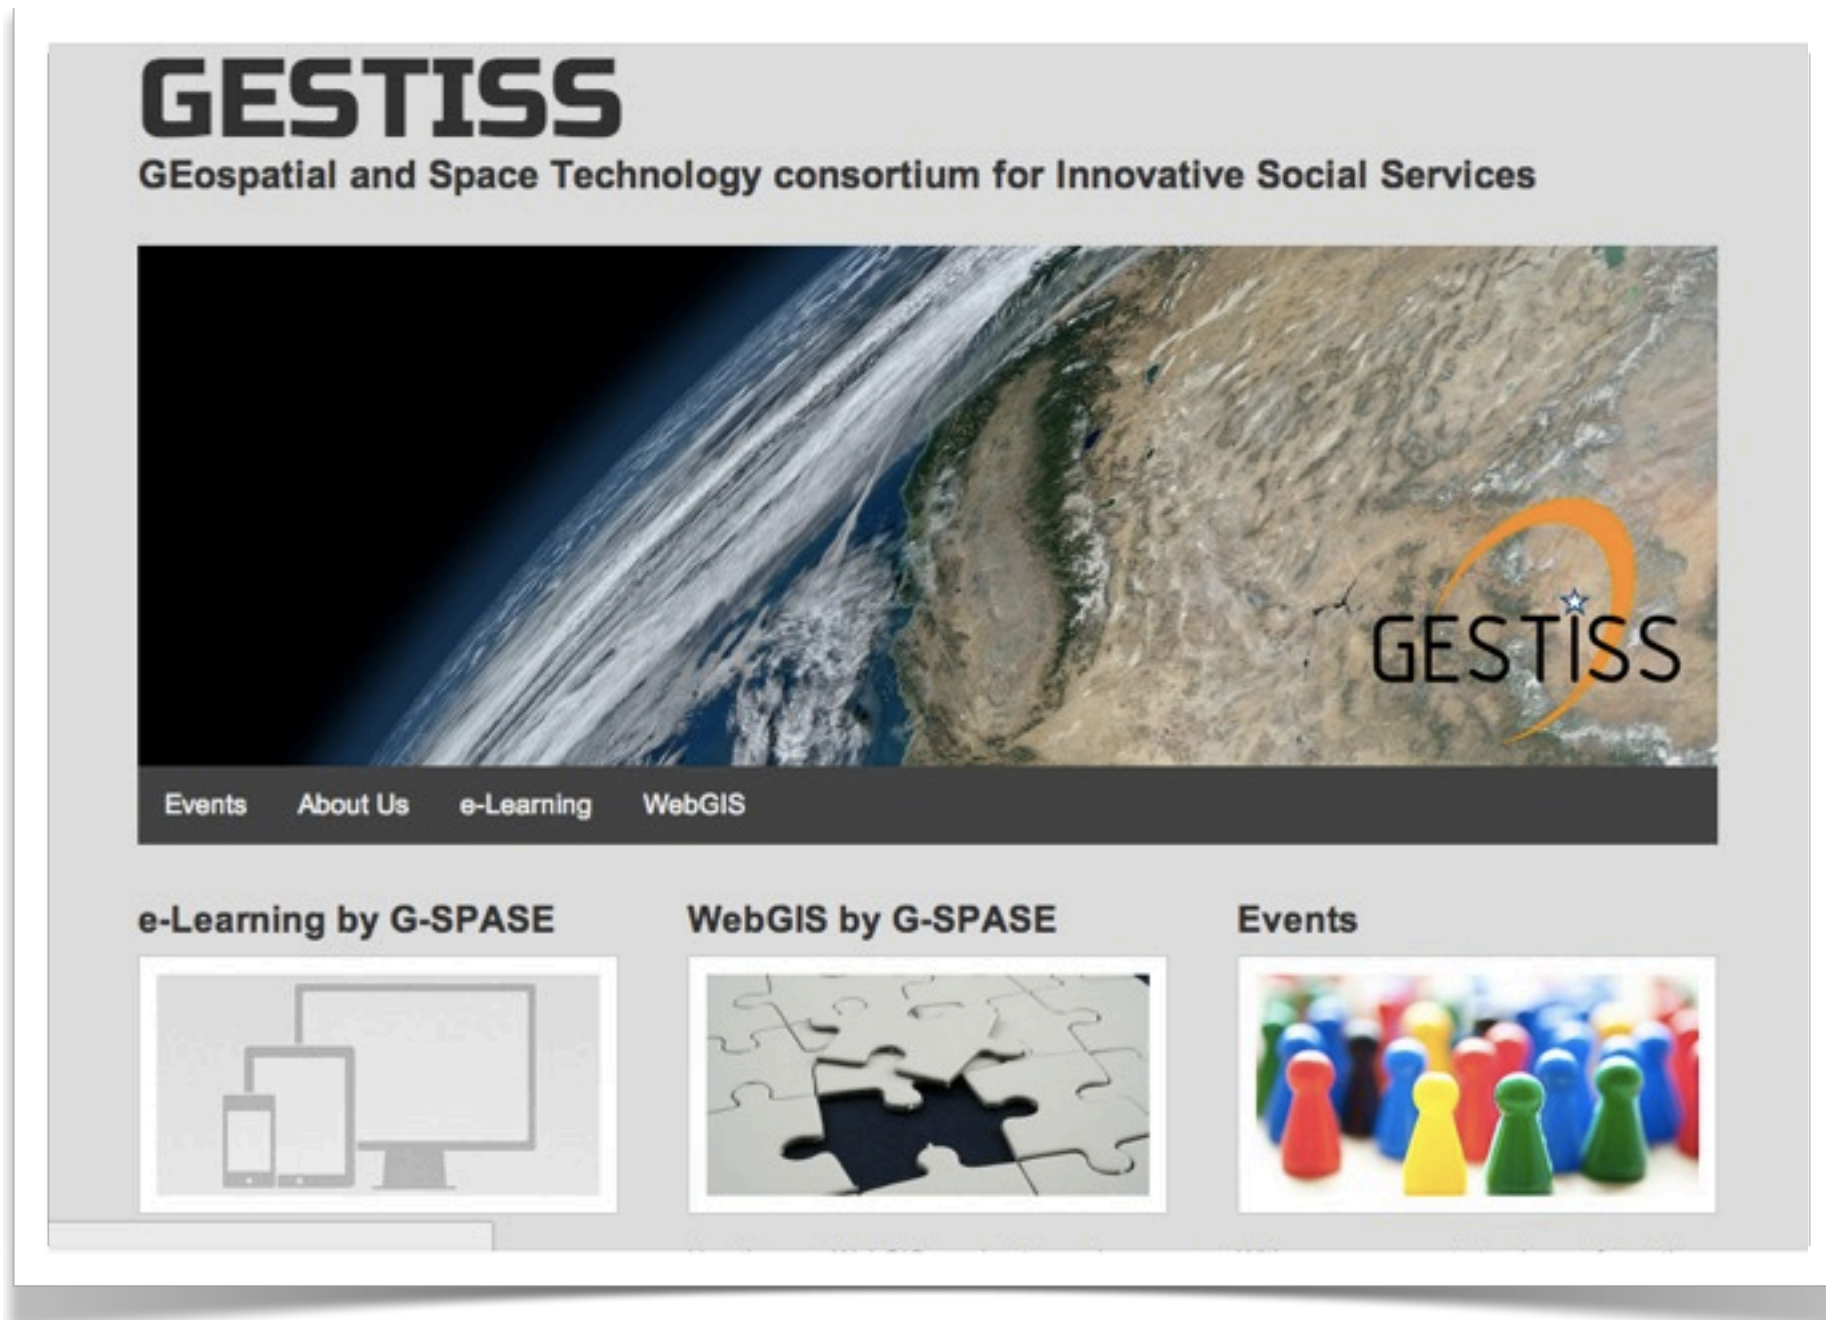 GESTISS
GEospatial and Space Technology consortium for Innovative Social Services
GESTISS
Events About Us e-Learning WebGIS
e-Learning by G-SPASE WebGIS by G-SPASE Events